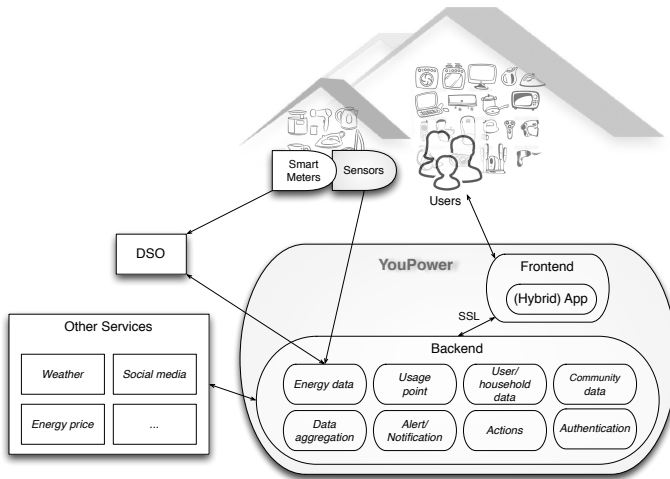 Smart
Meters
Sensors
Users
DSO
YouPower
Frontend
(Hybrid) App
SSL
Other Services
Weather
Social media
Energy price
...
Backend
Energy data
Usage
point
User/
household
data
Community
data
Data
aggregation
Alert/
Notification
Actions
Authentication